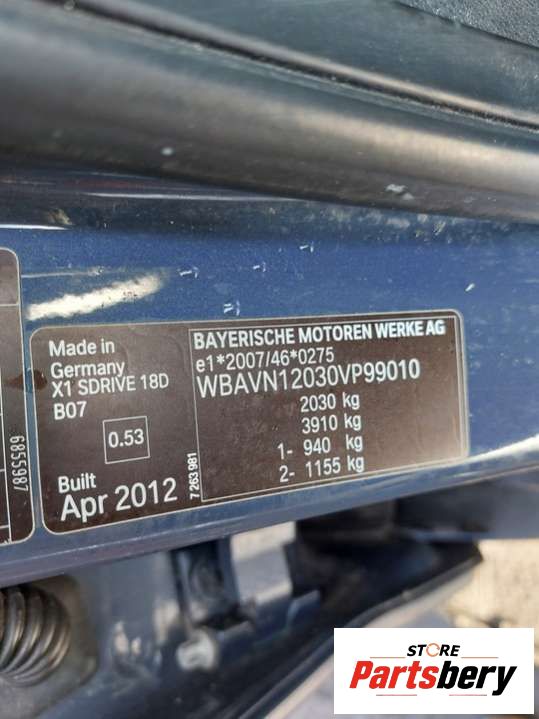 BAYERISCHE MOTOREN WERKE AG
e1*2007/46*0275
WBAVN12030VP99010
2030 kg
3910 kg
1- 940 kg
2- 1155 kg
Made in
Germany
X1 SDRIVE 18D
B07
0.53
Built
Apr 2012
7 263 981
6855987
STORE
Partsbery